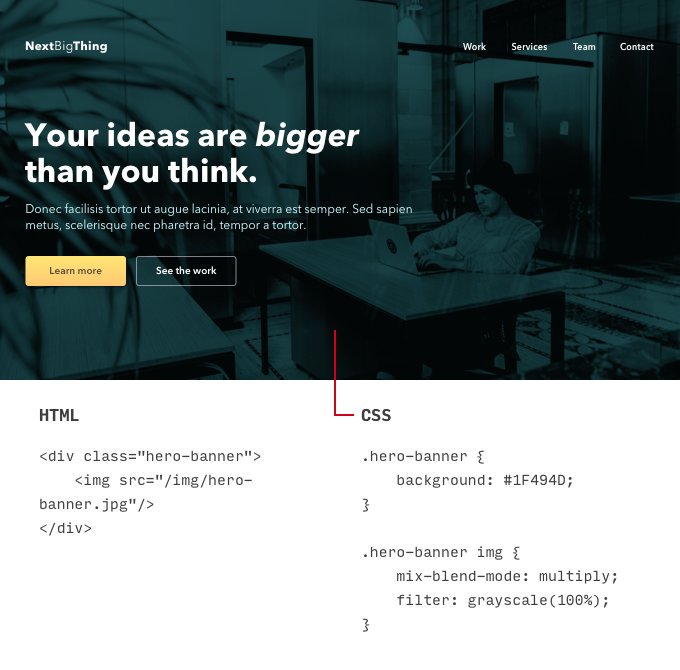 NextBigThing
Work Services Team Contact
Your ideas are bigger
than you think.
Donec facilisis tortor ut augue lacinia, at viverra est semper. Sed sapien
metus, scelerisque nec pharetra id, tempor a tortor.
Learn more See the work
HTML
<div class="hero-banner">
    <img src="/img/hero-
banner.jpg"/>
</div>
CSS
.hero-banner {
    background: #1F494D;
}
.hero-banner img {
    mix-blend-mode: multiply;
    filter: grayscale(100%);
}